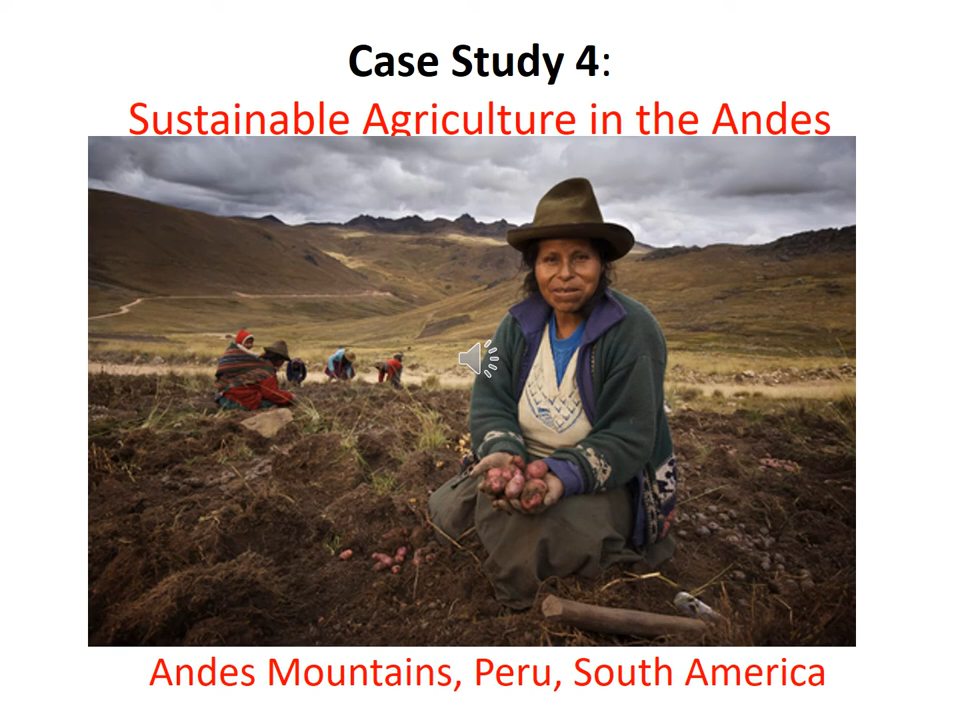 Case Study 4:
Sustainable Agriculture in the Andes
Andes Mountains, Peru, South America